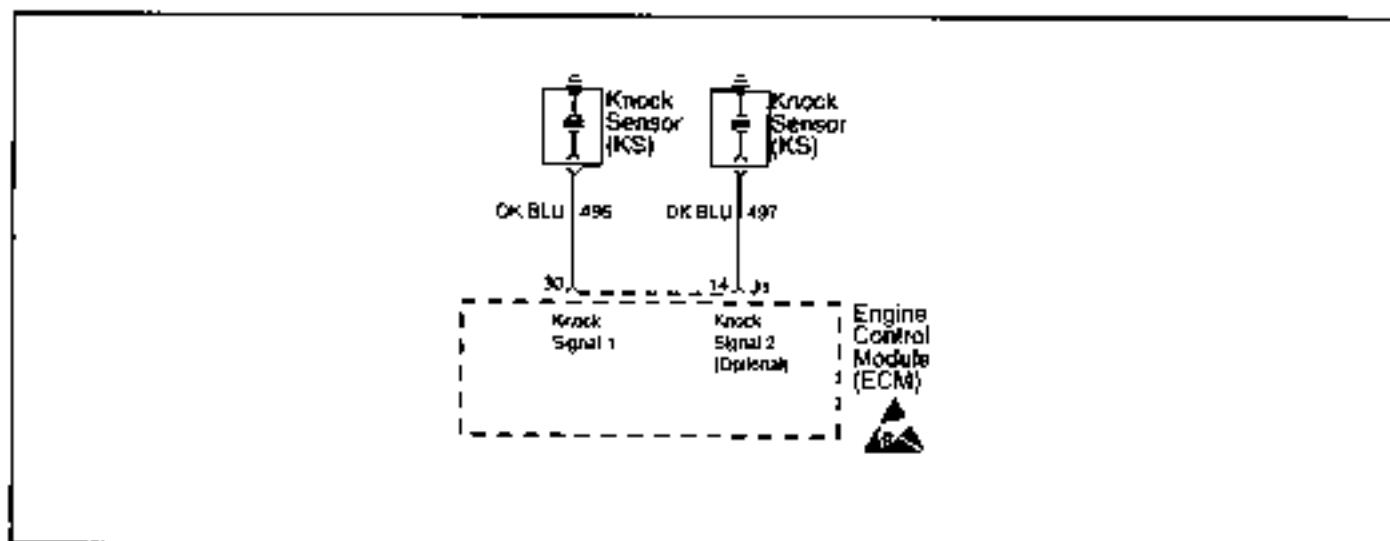 Knock
Sensor
(KS)
Knock
Sensor
(KS)
DK BLU 496
DK BLU 497
30
14 J1
Knock
Signal 1
Knock
Signal 2
(Optional)
Engine
Control
Module
(ECM)